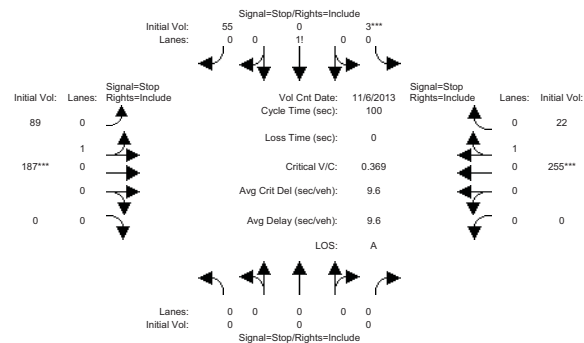 Signal=Stop/Rights=Include
Initial Vol: 55 0 3***
Lanes: 0 0 1! 0 0
Signal=Stop
Initial Vol: Lanes: Rights=Include
Vol Cnt Date: 11/6/2013
Signal=Stop
Rights=Include Lanes: Initial Vol:
Cycle Time (sec): 100
89 0
0 22
Loss Time (sec): 0
1
1
187*** 0
Critical V/C: 0.369
0 255***
0
Avg Crit Del (sec/veh): 9.6
0
0 0
Avg Delay (sec/veh): 9.6
0 0
LOS: A
Lanes: 0 0 0 0 0
Initial Vol: 0 0 0
Signal=Stop/Rights=Include